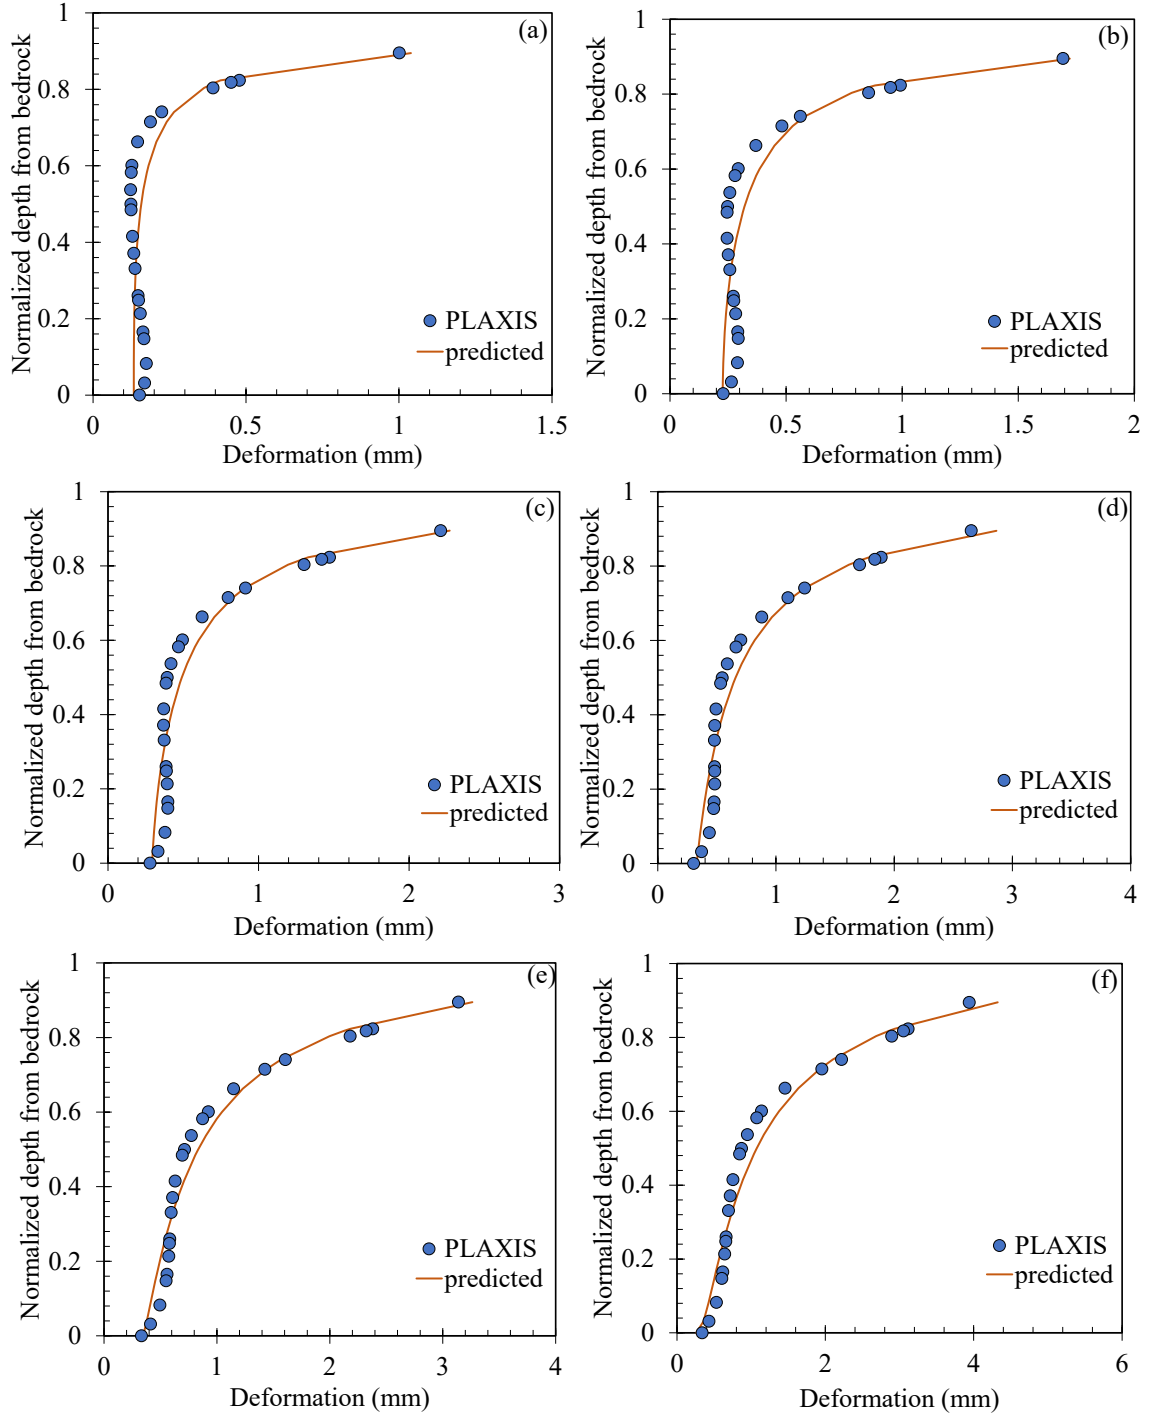 (a)
Normalized depth from bedrock
1
0.8
0.6
0.4
0.2
0
PLAXIS
predicted
0 0.5 1 1.5
Deformation (mm)
(b)
Normalized depth from bedrock
1
0.8
0.6
0.4
0.2
0
PLAXIS
predicted
0 0.5 1 1.5 2
Deformation (mm)
(c)
Normalized depth from bedrock
1
0.8
0.6
0.4
0.2
0
PLAXIS
predicted
0 1 2 3
Deformation (mm)
(d)
Normalized depth from bedrock
1
0.8
0.6
0.4
0.2
0
PLAXIS
predicted
0 1 2 3 4
Deformation (mm)
(e)
Normalized depth from bedrock
1
0.8
0.6
0.4
0.2
0
PLAXIS
predicted
0 1 2 3 4
Deformation (mm)
(f)
Normalized depth from bedrock
1
0.8
0.6
0.4
0.2
0
PLAXIS
predicted
0 2 4 6
Deformation (mm)